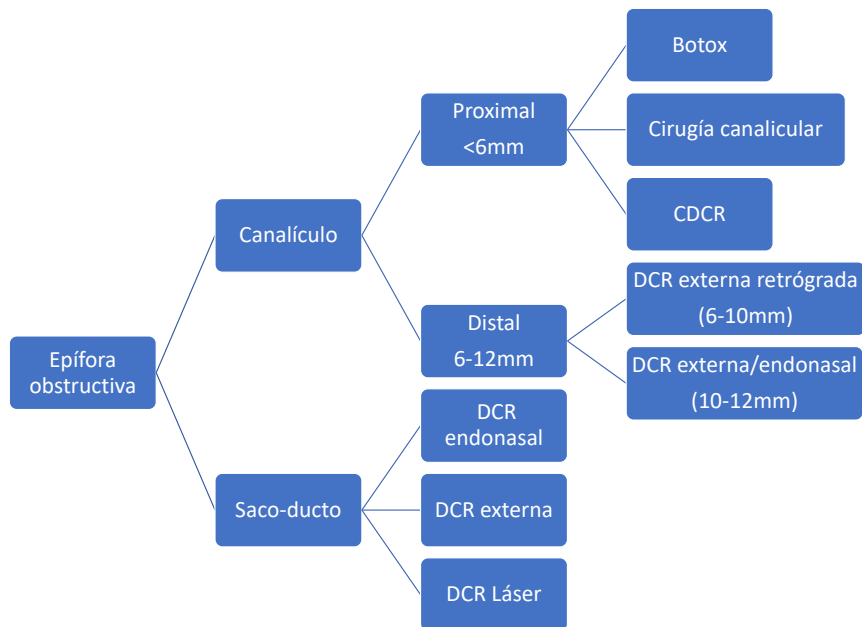 Epífora
obstructiva
Canalículo
Proximal
<6mm
Botox
Cirugía canalicular
CDCR
Distal
6-12mm
DCR externa retrógrada
(6-10mm)
DCR externa/endonasal
(10-12mm)
Saco-ducto
DCR
endonasal
DCR externa
DCR Láser